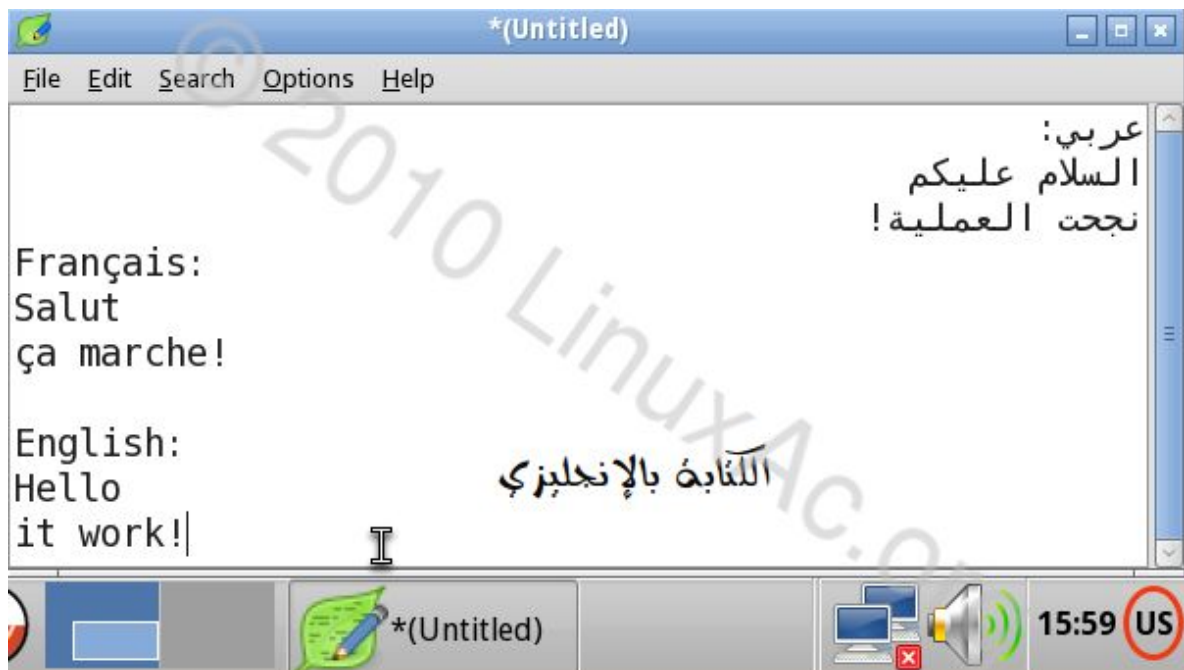 *(Untitled)
File Edit Search Options Help
عربي:
السلام عليكم
نجحت العملية!
Français:
Salut
ça marche!
English:
Hello
it work!
الكتابة بالإنجليزي
*(Untitled)
15:59 US
© 2010 LinuxAc.o